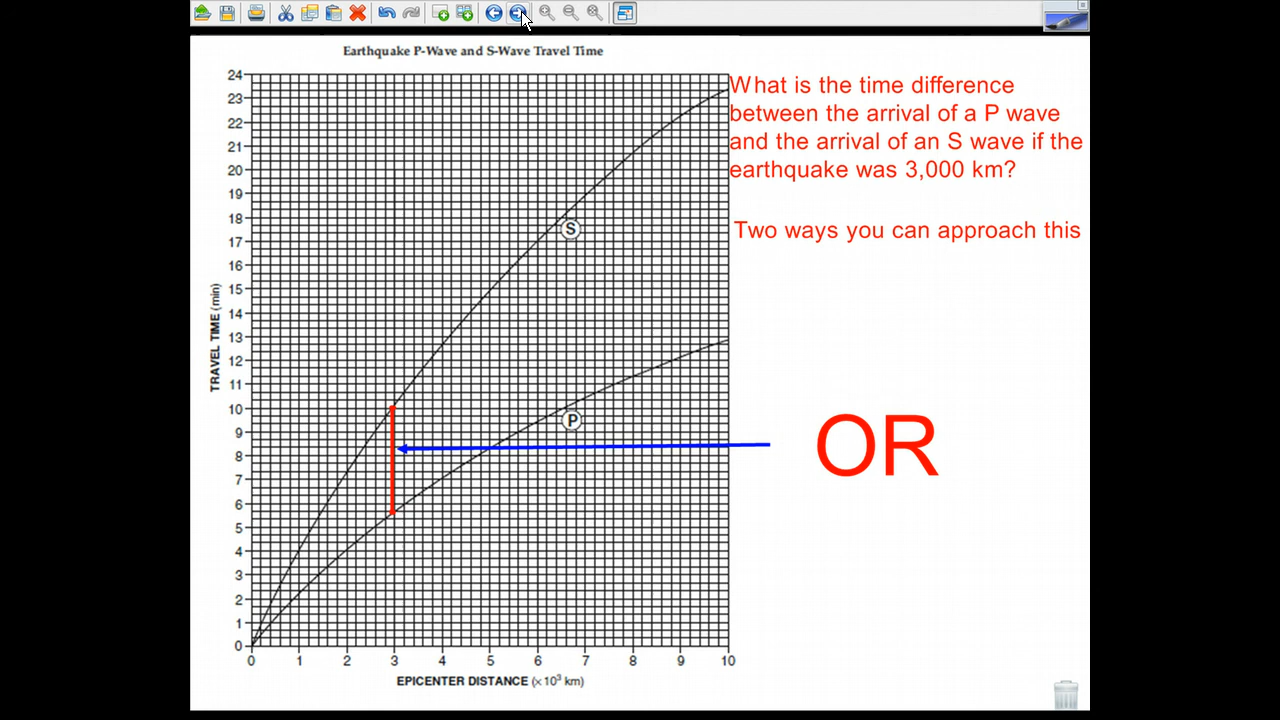 Earthquake P-Wave and S-Wave Travel Time
What is the time difference
between the arrival of a P wave
and the arrival of an S wave if the
earthquake was 3,000 km?
Two ways you can approach this
OR
TRAVEL TIME (min)
24
23
22
21
20
19
18
17
16
15
14
13
12
11
10
9
8
7
6
5
4
3
2
1
0
S
P
0 1 2 3 4 5 6 7 8 9 10
EPICENTER DISTANCE (× 10³ km)